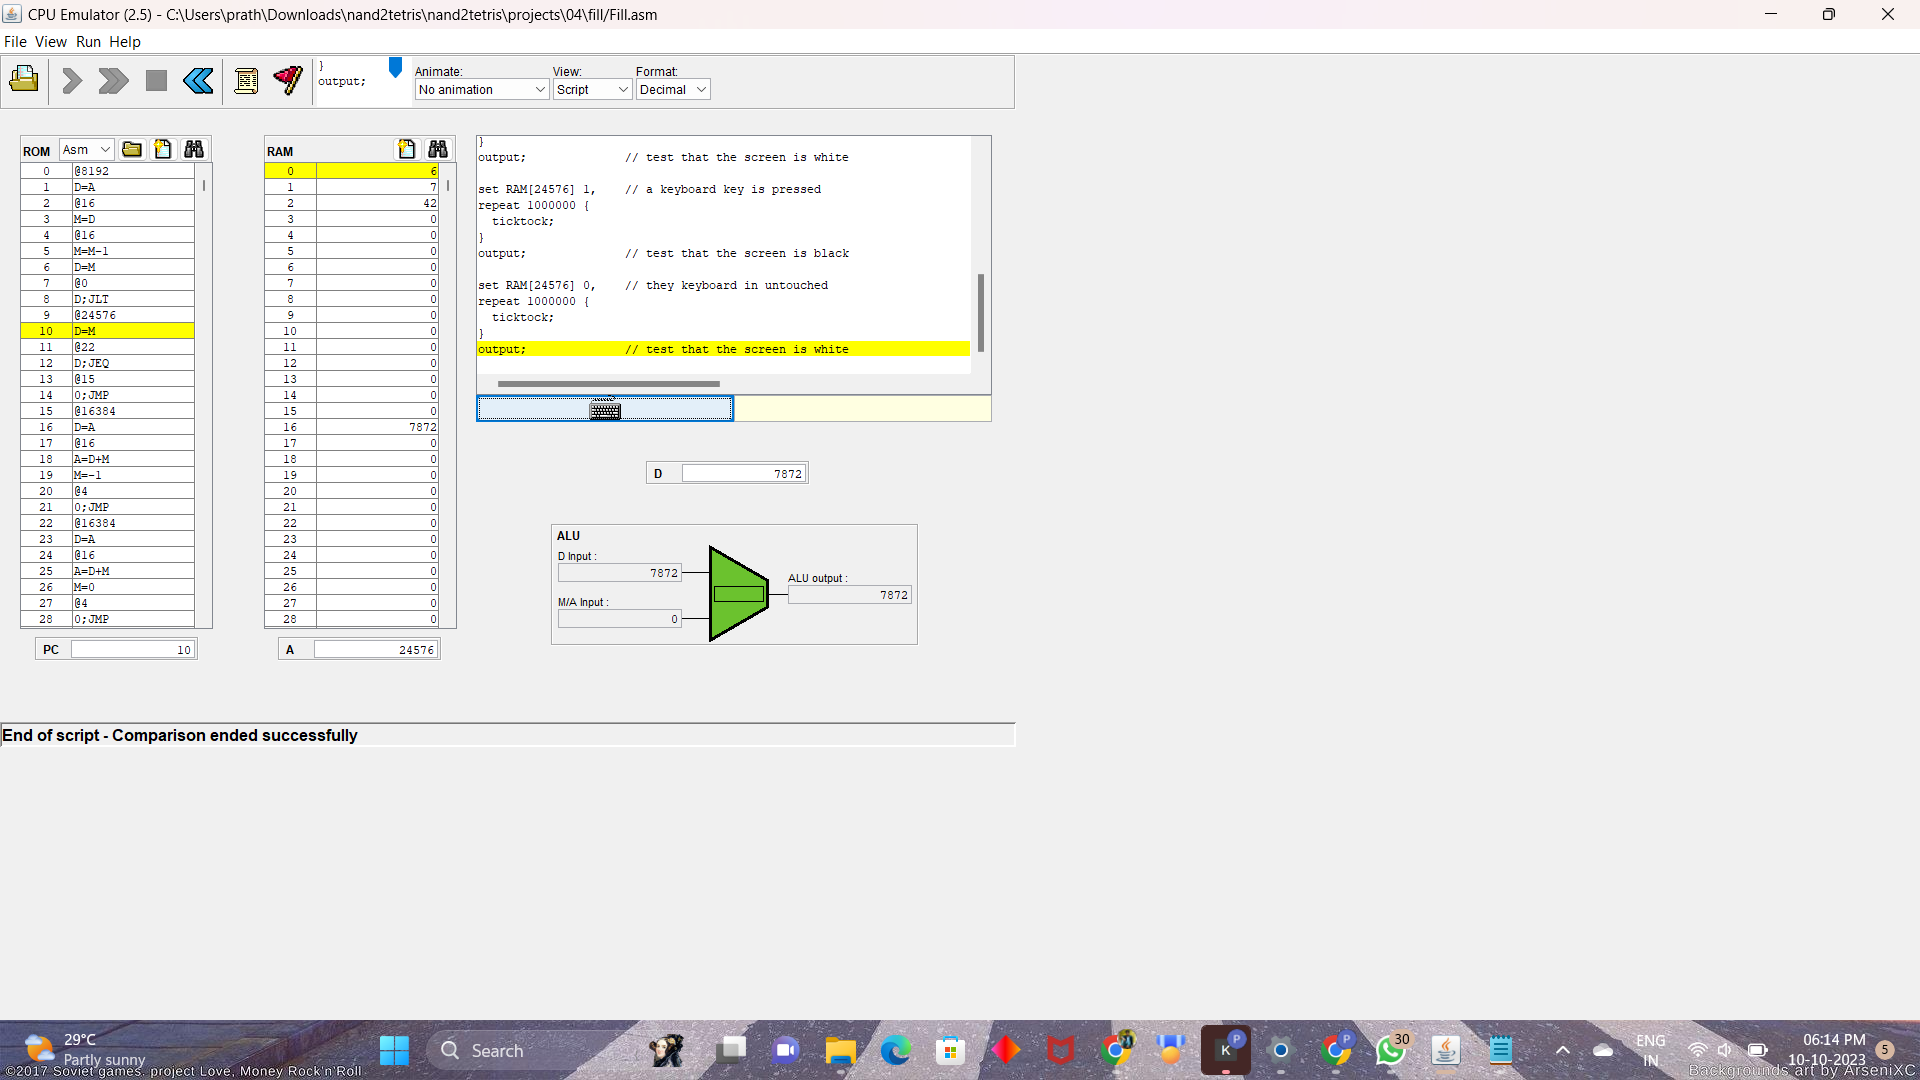 CPU Emulator (2.5) - C:\Users\prath\Downloads\nand2tetris\nand2tetris\projects\04\fill/Fill.asm
File View Run Help
}
output;
Animate:
No animation
View:
Script
Format:
Decimal
ROM Asm
0 @8192
1 D=A
2 @16
3 M=D
4 @16
5 M=M-1
6 D=M
7 @0
8 D;JLT
9 @24576
10 D=M
11 @22
12 D;JEQ
13 @15
14 0;JMP
15 @16384
16 D=A
17 @16
18 A=D+M
19 M=-1
20 @4
21 0;JMP
22 @16384
23 D=A
24 @16
25 A=D+M
26 M=0
27 @4
28 0;JMP
PC 10
RAM
0 6
1 7
2 42
3 0
4 0
5 0
6 0
7 0
8 0
9 0
10 0
11 0
12 0
13 0
14 0
15 0
16 7872
17 0
18 0
19 0
20 0
21 0
22 0
23 0
24 0
25 0
26 0
27 0
28 0
A 24576
}
output; // test that the screen is white
set RAM[24576] 1, // a keyboard key is pressed
repeat 1000000 {
ticktock;
}
output; // test that the screen is black
set RAM[24576] 0, // they keyboard in untouched
repeat 1000000 {
ticktock;
}
output; // test that the screen is white
D 7872
ALU
D Input :
7872
M/A Input :
0
ALU output :
7872
End of script - Comparison ended successfully
29°C
Partly sunny
©2017 Soviet games, project Love, Money Rock'n'Roll
Search
K
P
P
30
ENG
IN
06:14 PM
10-10-2023
5
Backgrounds art by ArseniXC